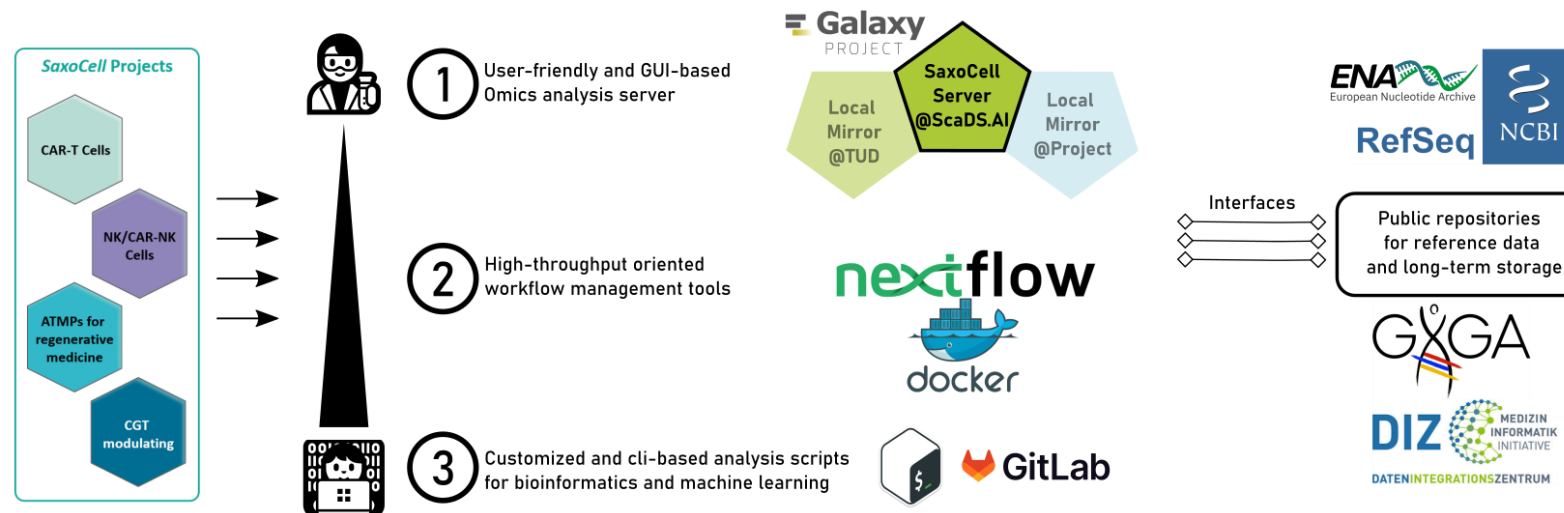 SaxoCell Projects
CAR-T Cells
NK/CAR-NK
Cells
ATMPs for
regenerative
medicine
CGT
modulating
1
User-friendly and GUI-based
Omics analysis server
2
High-throughput oriented
workflow management tools
3
Customized and cli-based analysis scripts
for bioinformatics and machine learning
Galaxy
PROJECT
SaxoCell
Server
@ScaDS.AI
Local
Mirror
@TUD
Local
Mirror
@Project
nextflow
docker
$_
GitLab
Interfaces
ENA
European Nucleotide Archive
RefSeq
NCBI
Public repositories
for reference data
and long-term storage
GHGA
DIZ
MEDIZIN
INFORMATIK
INITIATIVE
DATENINTEGRATIONSZENTRUM